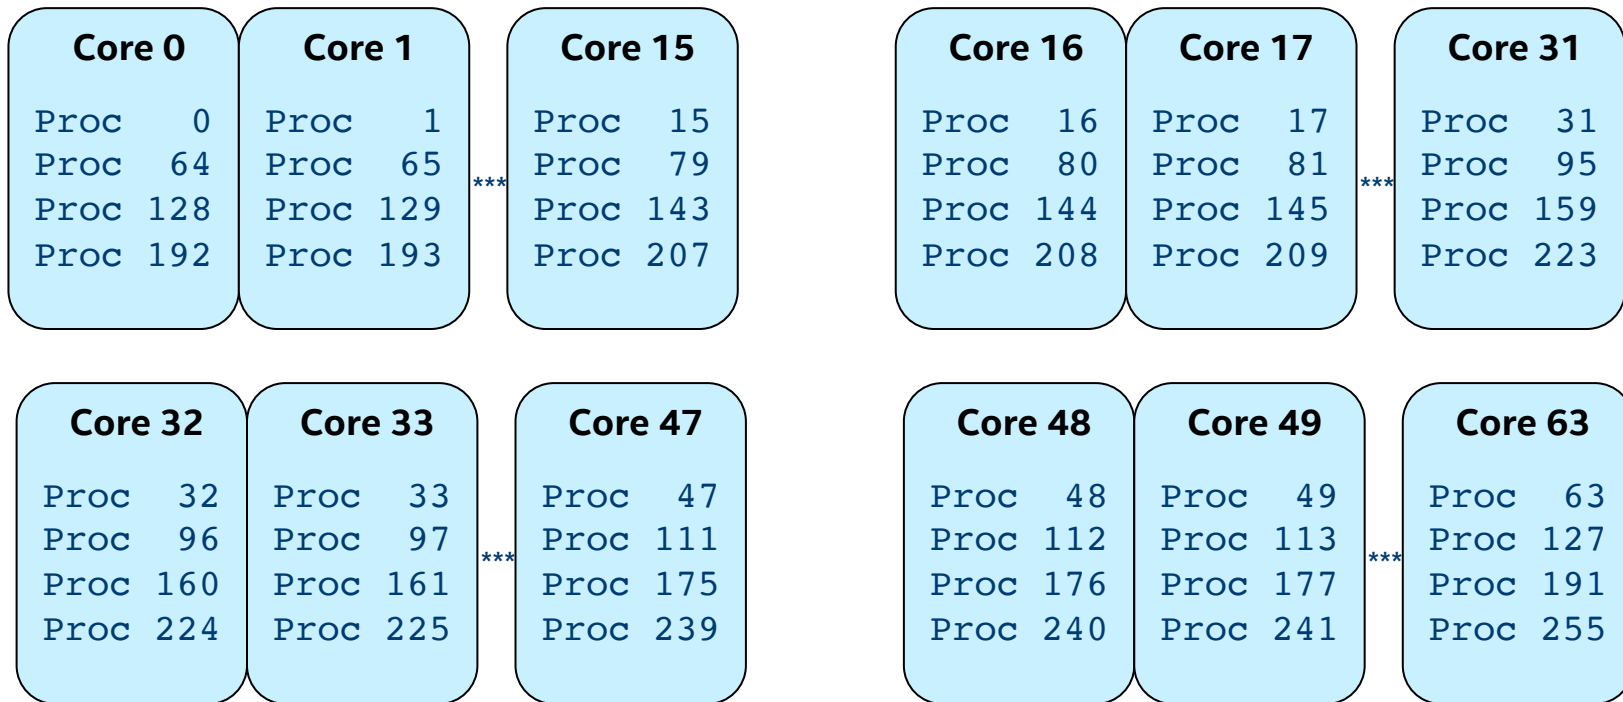 Core 0
Proc 0
Proc 64
Proc 128
Proc 192
Core 1
Proc 1
Proc 65
Proc 129
Proc 193
***
Core 15
Proc 15
Proc 79
Proc 143
Proc 207
Core 16
Proc 16
Proc 80
Proc 144
Proc 208
Core 17
Proc 17
Proc 81
Proc 145
Proc 209
***
Core 31
Proc 31
Proc 95
Proc 159
Proc 223
Core 32
Proc 32
Proc 96
Proc 160
Proc 224
Core 33
Proc 33
Proc 97
Proc 161
Proc 225
***
Core 47
Proc 47
Proc 111
Proc 175
Proc 239
Core 48
Proc 48
Proc 112
Proc 176
Proc 240
Core 49
Proc 49
Proc 113
Proc 177
Proc 241
***
Core 63
Proc 63
Proc 127
Proc 191
Proc 255